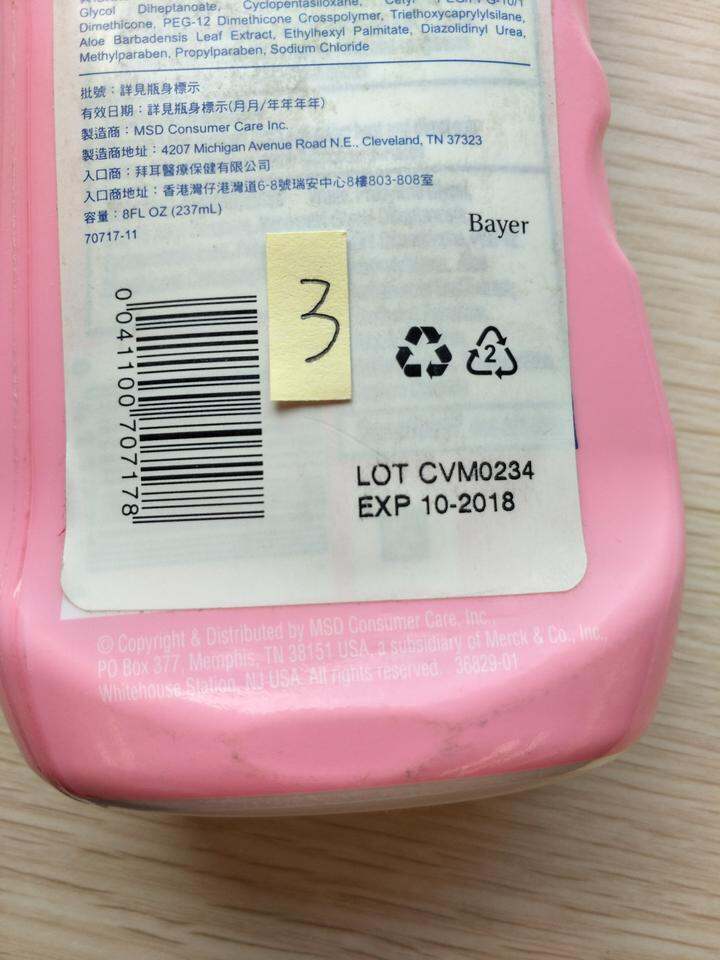 Glycol Diheptanoate, Cyclopentasiloxane, Cetyl PEG/PPG-10/1
Dimethicone, PEG-12 Dimethicone Crosspolymer, Triethoxycaprylylsilane,
Aloe Barbadensis Leaf Extract, Ethylhexyl Palmitate, Diazolidinyl Urea,
Methylparaben, Propylparaben, Sodium Chloride
批號：詳見瓶身標示
有效日期：詳見瓶身標示(月月/年年年年)
製造商：MSD Consumer Care Inc.
製造商地址：4207 Michigan Avenue Road N.E., Cleveland, TN 37323
入口商：拜耳醫療保健有限公司
入口商地址：香港灣仔港灣道6-8號瑞安中心8樓803-808室
容量：8FL OZ (237mL)
70717-11
Bayer
3
2
0 041100 707178
LOT CVM0234
EXP 10-2018
© Copyright & Distributed by MSD Consumer Care, Inc.,
PO Box 377, Memphis, TN 38151 USA, a subsidiary of Merck & Co., Inc.,
Whitehouse Station, NJ USA. All rights reserved. 36829-01